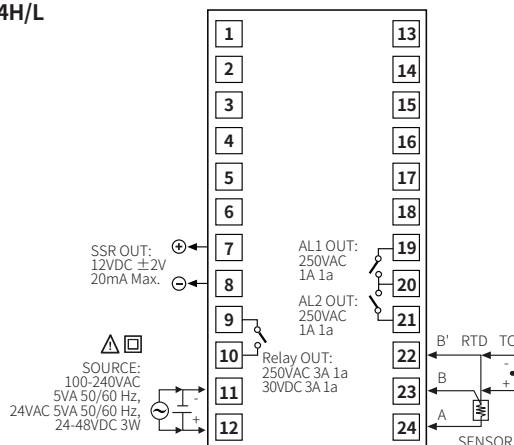 4H/L
1
2
3
4
5
6
7
8
9
10
11
12
13
14
15
16
17
18
19
20
21
22
23
24
SSR OUT:
12VDC ±2V
20mA Max.
+
-
AL1 OUT:
250VAC
1A 1a
AL2 OUT:
250VAC
1A 1a
Relay OUT:
250VAC 3A 1a
30VDC 3A 1a
SOURCE:
100-240VAC
5VA 50/60 Hz,
24VAC 5VA 50/60 Hz,
24-48VDC 3W
-
+
B' RTD TC
-
+
B
A
SENSOR